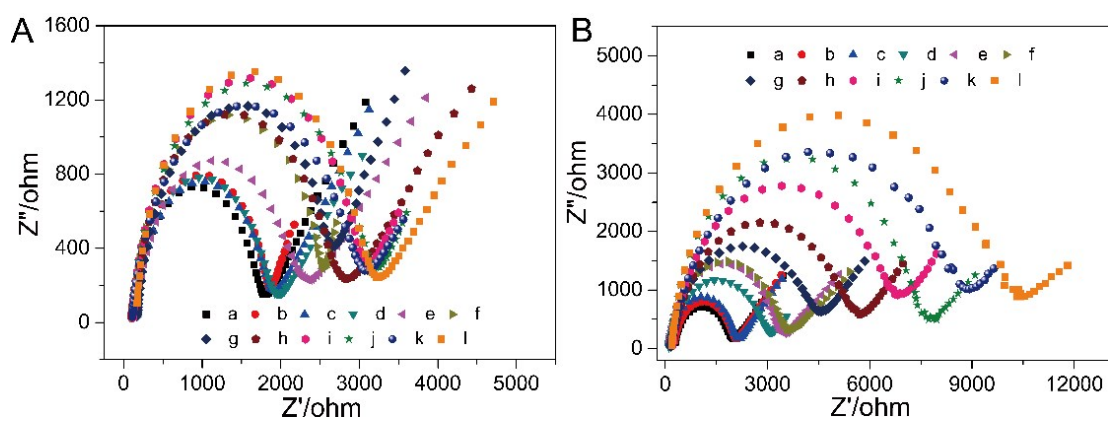 A
Z''/ohm
1600
1200
800
400
0
a b c d e f
g h i j k l
0 1000 2000 3000 4000 5000
Z'/ohm
B
Z''/ohm
5000
4000
3000
2000
1000
0
a b c d e f
g h i j k l
0 3000 6000 9000 12000
Z'/ohm